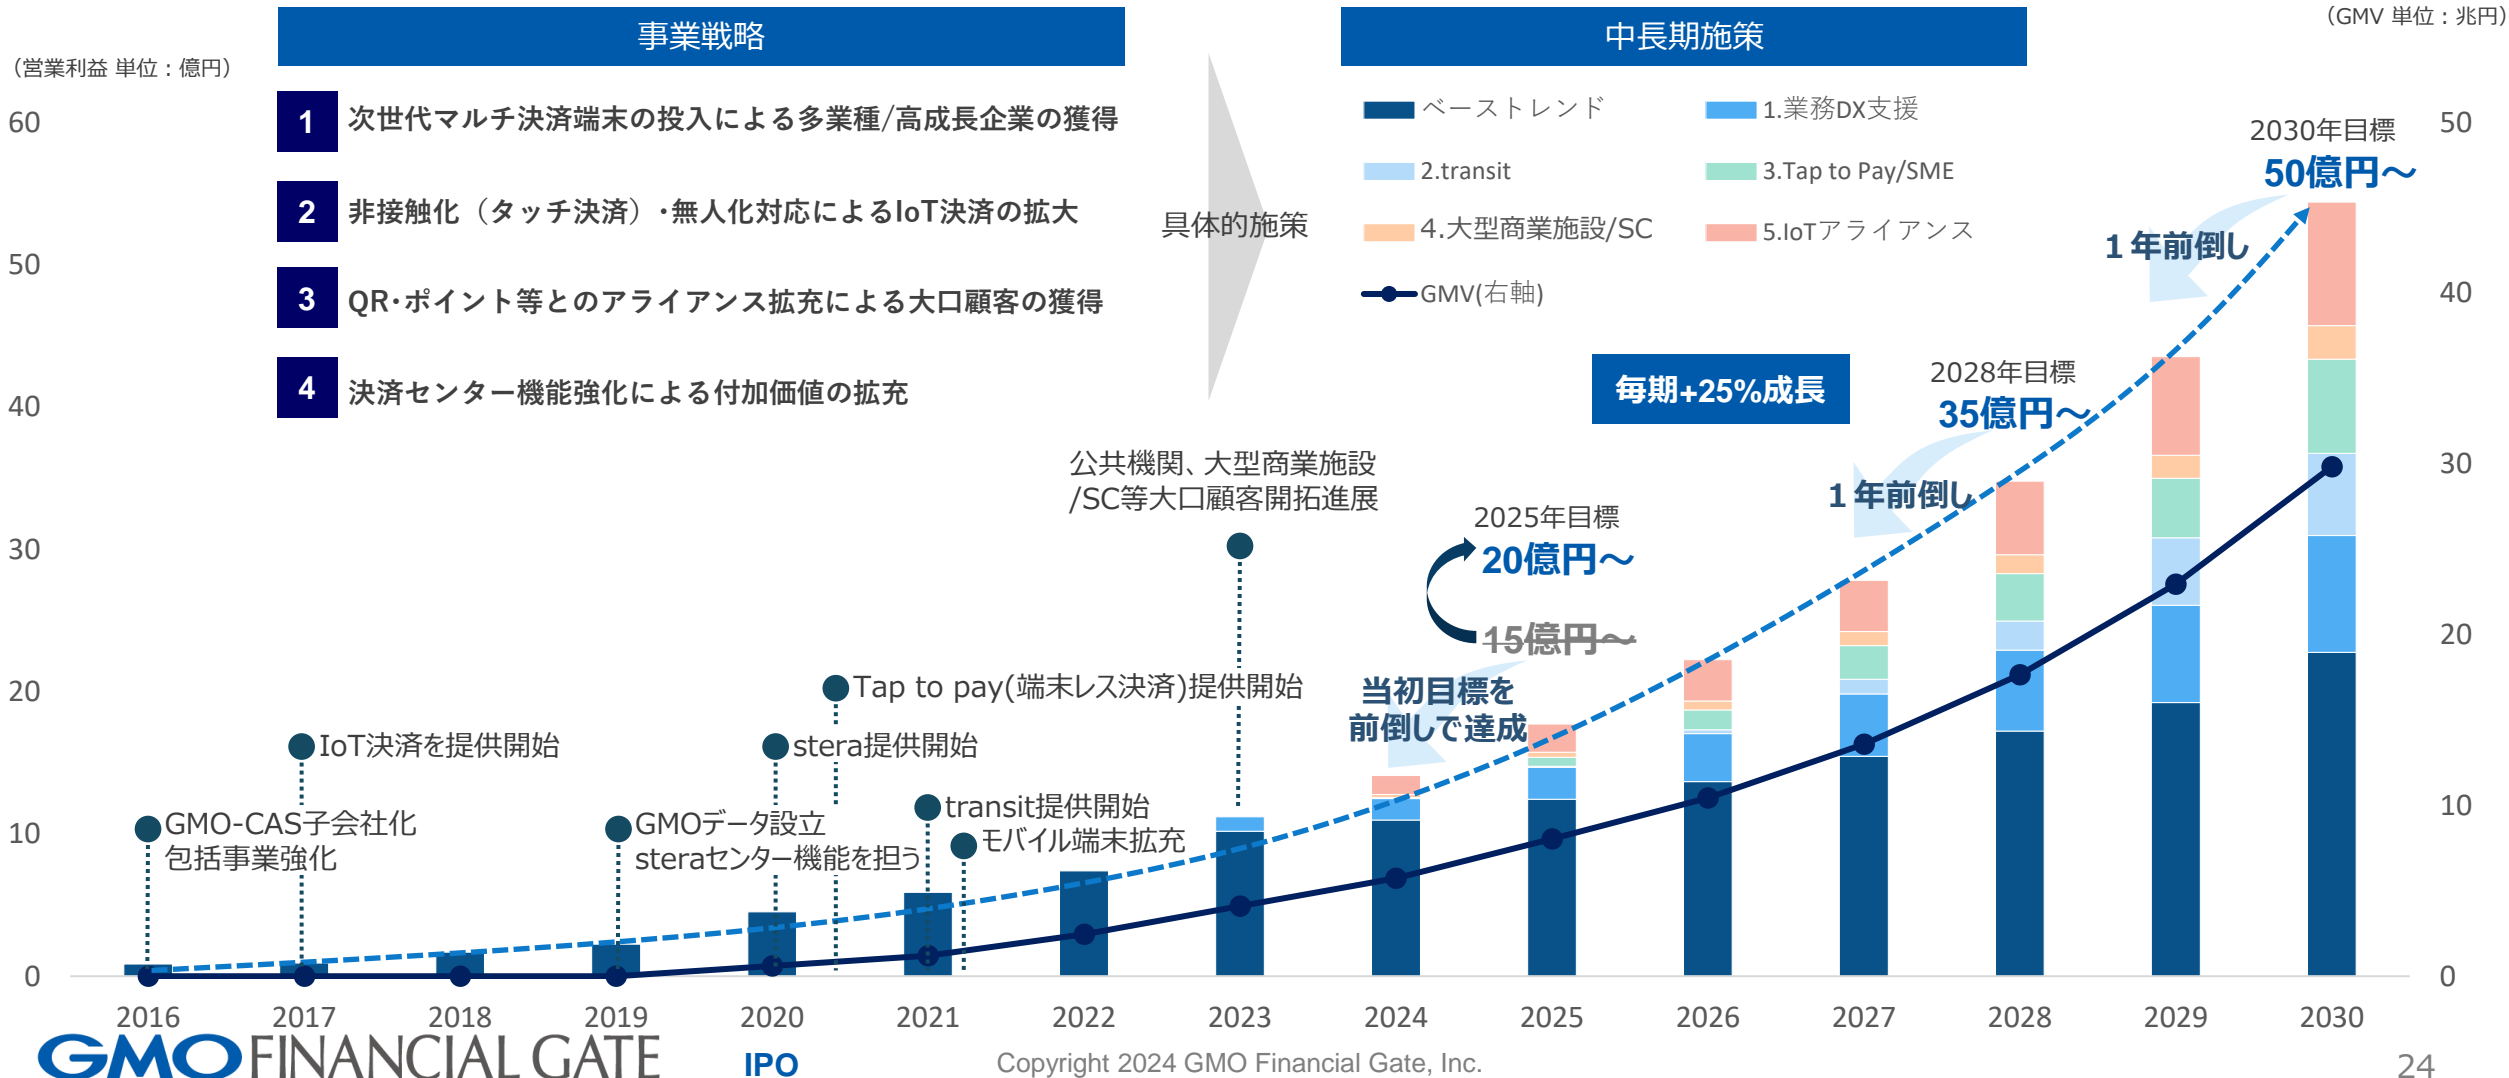 事業戦略
中長期施策
（GMV 単位：兆円）
（営業利益 単位：億円）
1 次世代マルチ決済端末の投入による多業種/高成長企業の獲得
2 非接触化（タッチ決済）・無人化対応によるIoT決済の拡大
3 QR・ポイント等とのアライアンス拡充による大口顧客の獲得
4 決済センター機能強化による付加価値の拡充
具体的施策
ベーストレンド
1.業務DX支援
2.transit
3.Tap to Pay/SME
4.大型商業施設/SC
5.IoTアライアンス
GMV(右軸)
毎期+25%成長
2030年目標
50億円～
１年前倒し
2028年目標
35億円～
１年前倒し
2025年目標
20億円～
15億円～
当初目標を
前倒しで達成
公共機関、大型商業施設
/SC等大口顧客開拓進展
Tap to pay(端末レス決済)提供開始
IoT決済を提供開始
stera提供開始
GMO-CAS子会社化
包括事業強化
GMOデータ設立
steraセンター機能を担う
transit提供開始
モバイル端末拡充
60
50
40
30
20
10
0
50
40
30
20
10
0
2016 2017 2018 2019 2020 2021 2022 2023 2024 2025 2026 2027 2028 2029 2030
GMO FINANCIAL GATE
IPO
Copyright 2024 GMO Financial Gate, Inc.
24